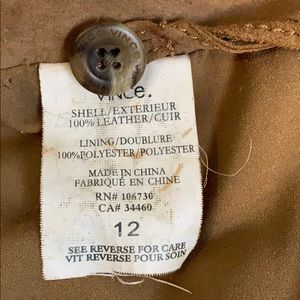 VINCE
Vince.
SHELL/EXTERIEUR
100% LEATHER/CUIR
LINING/DOUBLURE
100%POLYESTER/POLYESTER
MADE IN CHINA
FABRIQUÉ EN CHINE
RN# 106736
CA# 34460
12
SEE REVERSE FOR CARE
VIT REVERSE POUR SOIN